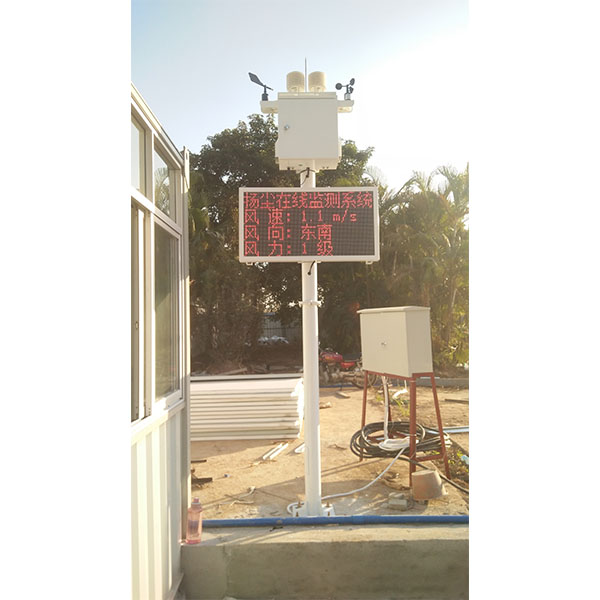 扬尘在线监测系统
风 速: 1.1 m/s
风 向: 东南
风 力: 1 级